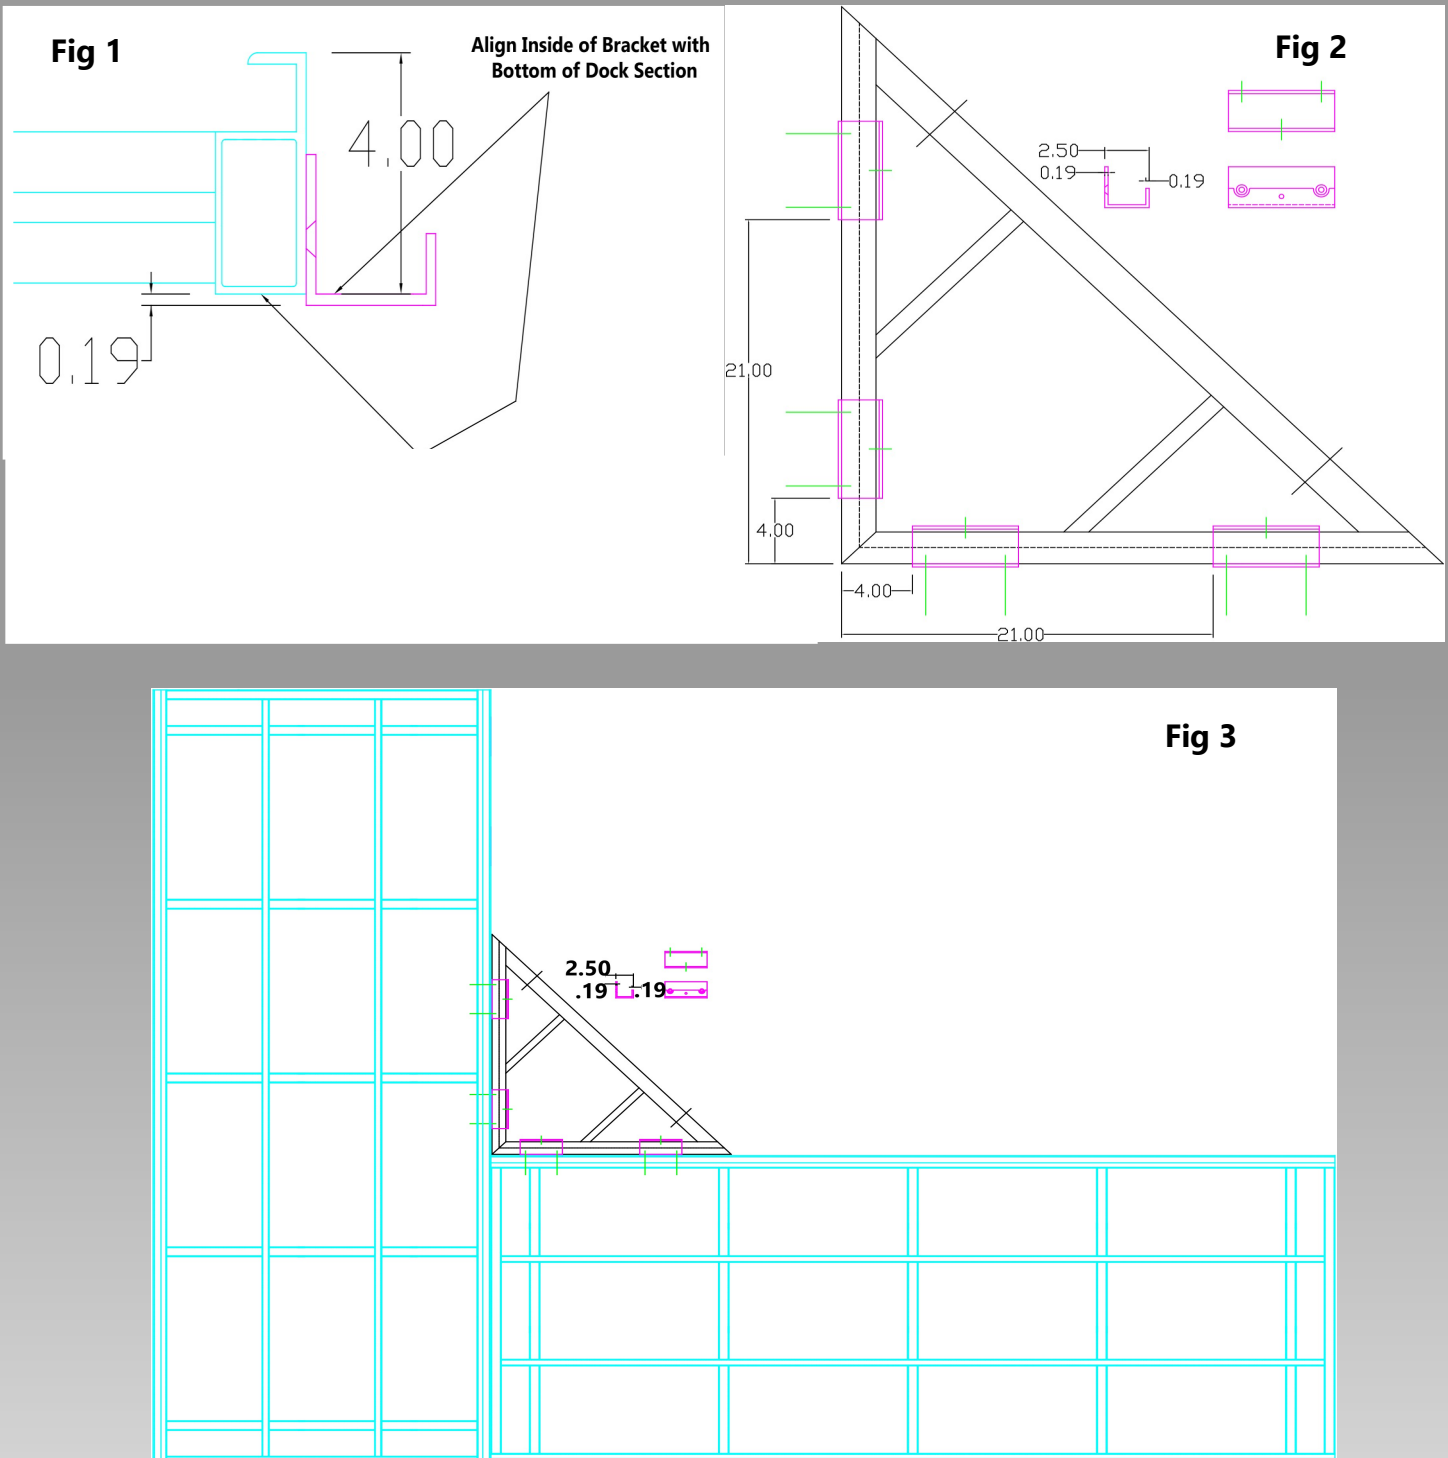 Fig 1
Align Inside of Bracket with
Bottom of Dock Section
4.00
0.19
Fig 2
2.50
0.19
0.19
21.00
4.00
4.00
21.00
Fig 3
2.50
.19
.19